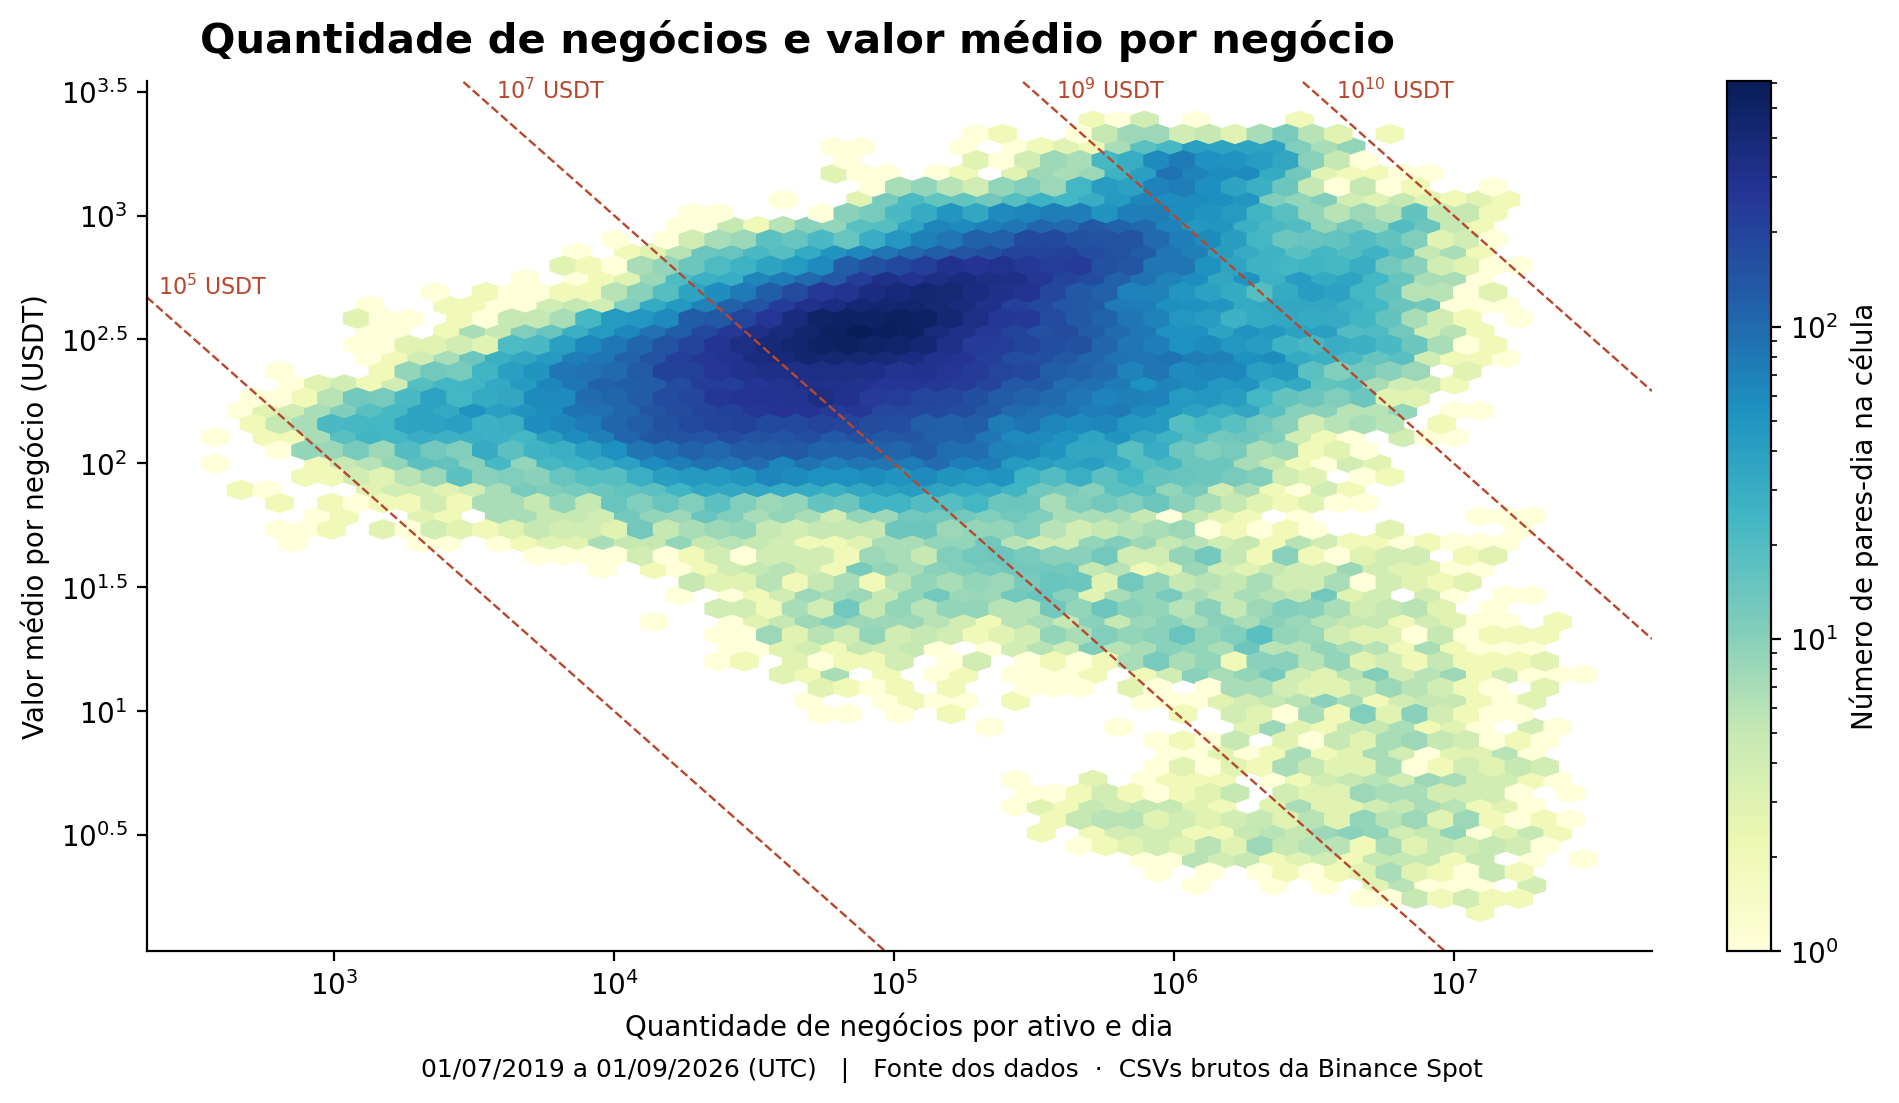 Quantidade de negócios e valor médio por negócio
10^3.5
10^3
10^2.5
10^2
10^1.5
10^1
10^0.5
Valor médio por negócio (USDT)
10^5 USDT
10^7 USDT
10^9 USDT
10^10 USDT
10^3
10^4
10^5
10^6
10^7
Quantidade de negócios por ativo e dia
10^2
10^1
10^0
Número de pares-dia na célula
01/07/2019 a 01/09/2026 (UTC) | Fonte dos dados · CSVs brutos da Binance Spot